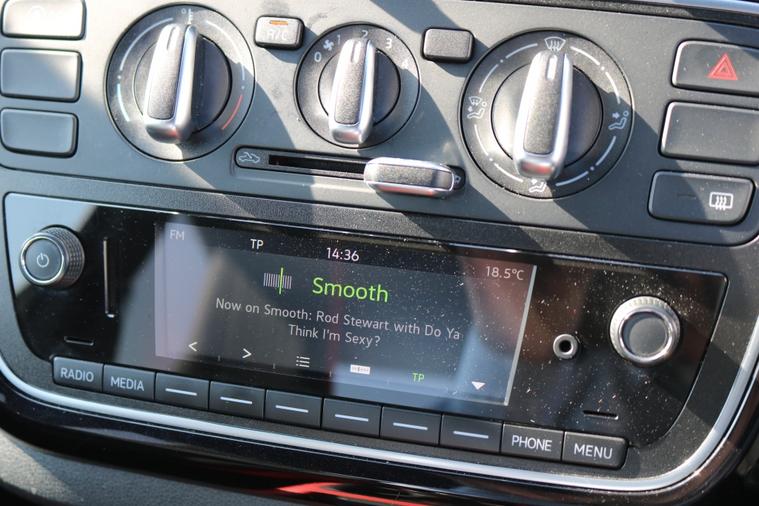 A/C
0 1 2 3 4
FM
TP
14:36
18.5°C
Smooth
Now on Smooth: Rod Stewart with Do Ya
Think I'm Sexy?
< >
TP
RADIO
MEDIA
PHONE
MENU